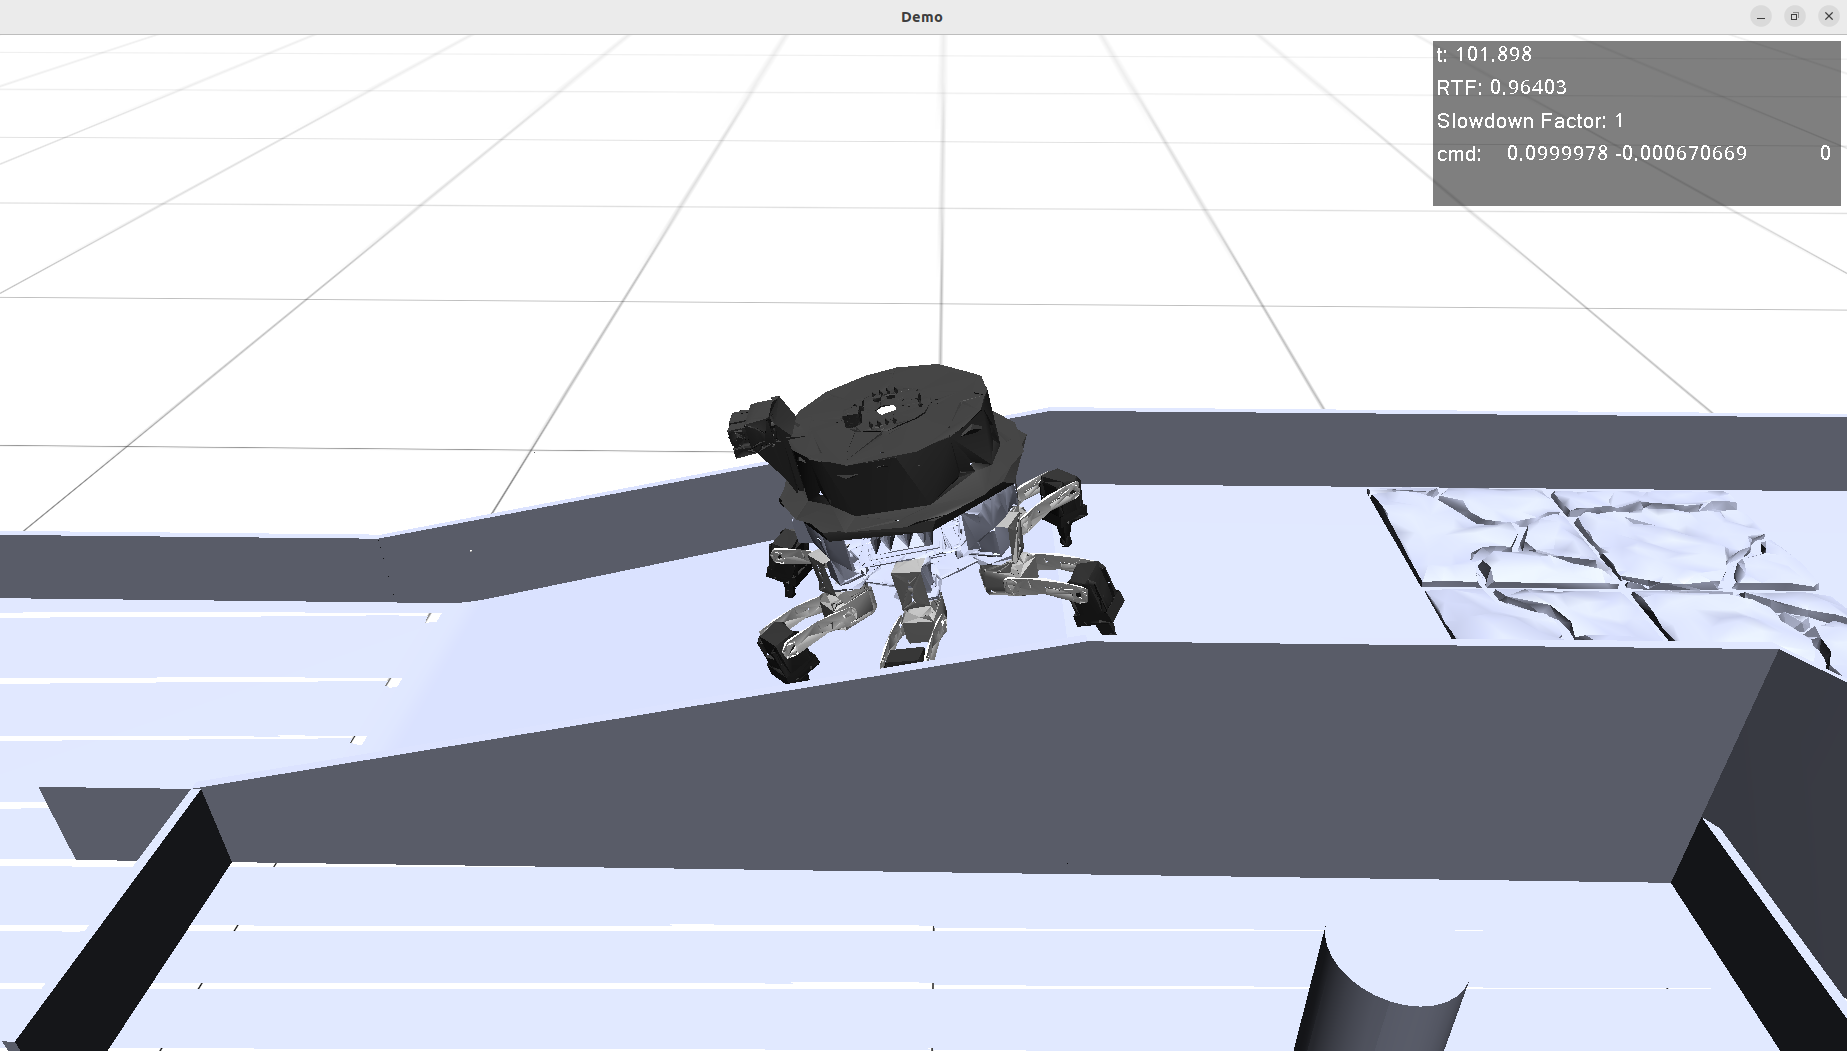 Demo
t: 101.898
RTF: 0.96403
Slowdown Factor: 1
cmd: 0.0999978 -0.000670669 0